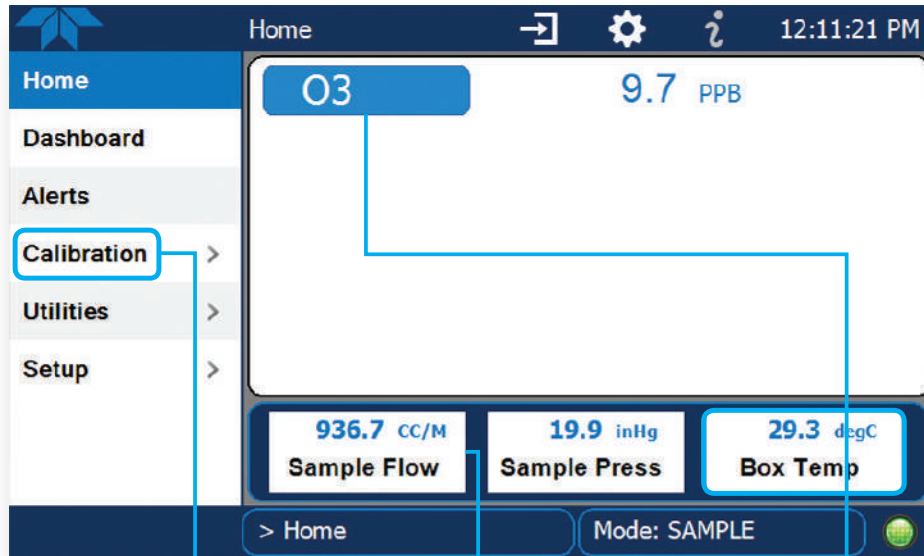 Home
12:11:21 PM
Home
Dashboard
Alerts
Calibration >
Utilities >
Setup >
O3 9.7 PPB
936.7 CC/M
Sample Flow
19.9 inHg
Sample Press
29.3 degC
Box Temp
> Home
Mode: SAMPLE